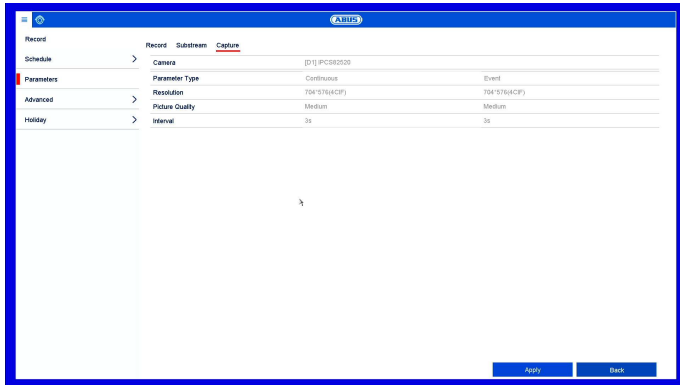 ABUS
Record
Schedule
Parameters
Advanced
Holiday
Record Substream Capture
Camera [D1] IPCS82520
Parameter Type Continuous Event
Resolution 704*576(4CIF) 704*576(4CIF)
Picture Quality Medium Medium
Interval 3s 3s
Apply Back